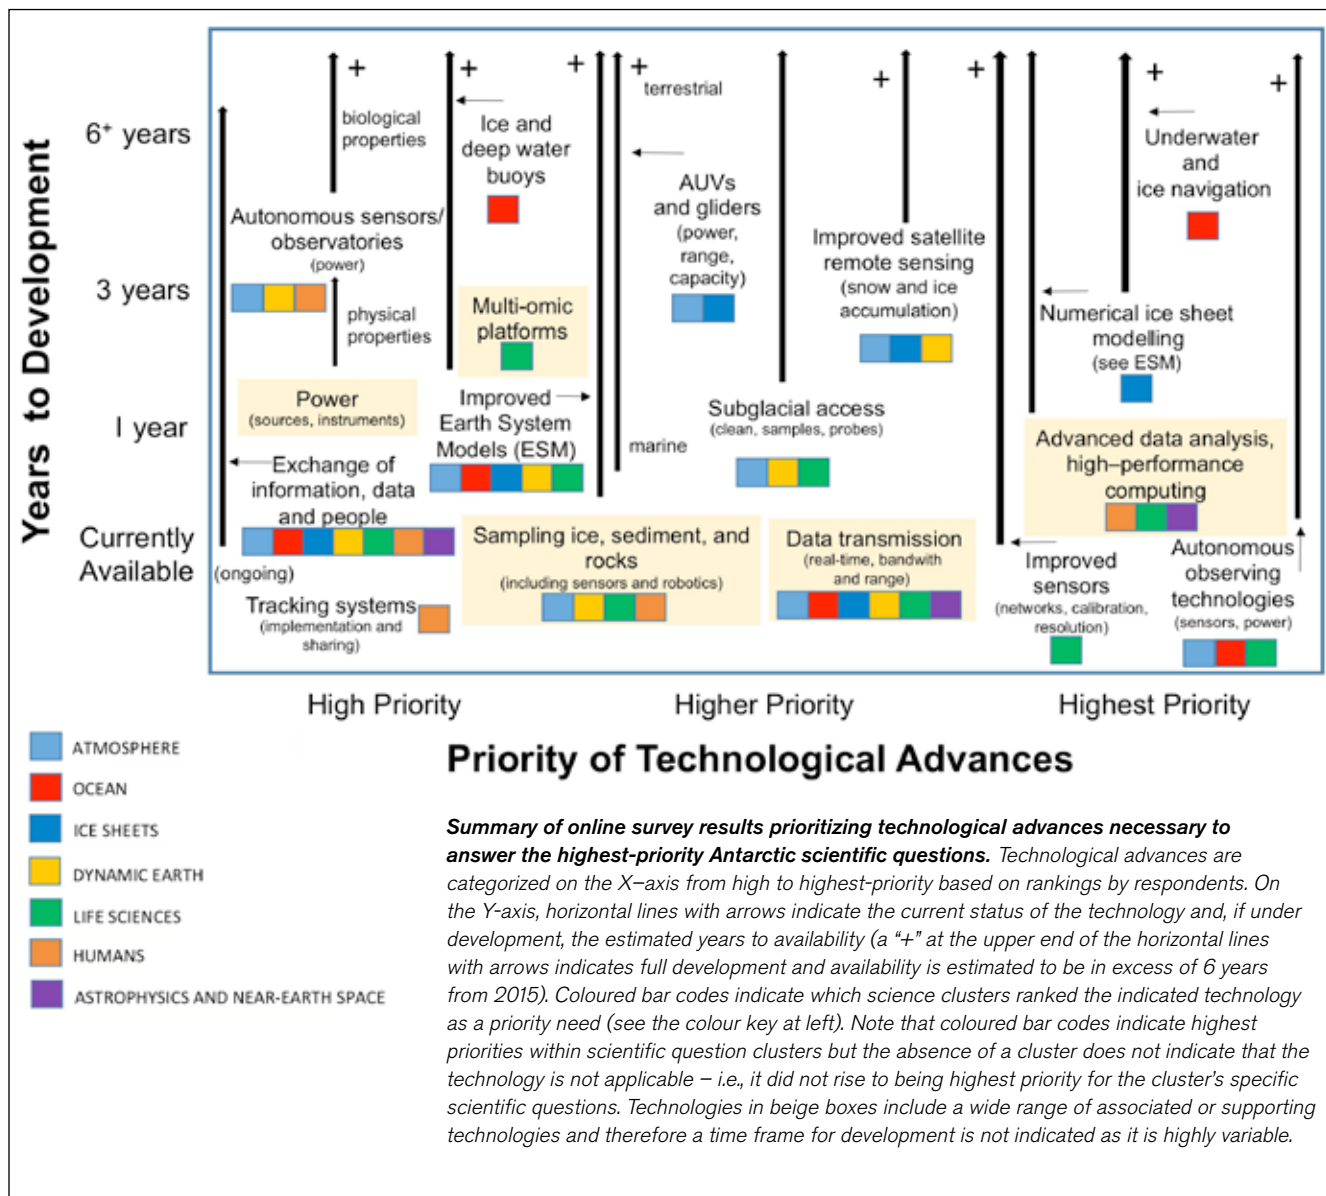 Years to Development
6+ years
3 years
1 year
Currently
Available
+
+
+
+
+
+
+
+
biological
properties
Autonomous sensors/
observatories
(power)
physical
properties
Power
(sources, instruments)
Exchange of
information, data
and people
(ongoing)
Tracking systems
(implementation and
sharing)
Ice and
deep water
buoys
Multi-omic
platforms
Improved
Earth System
Models (ESM)
Sampling ice, sediment, and
rocks
(including sensors and robotics)
terrestrial
AUVs
and gliders
(power,
range,
capacity)
marine
Subglacial access
(clean, samples, probes)
Improved satellite
remote sensing
(snow and ice
accumulation)
Data transmission
(real-time, bandwith
and range)
Underwater
and
ice navigation
Numerical ice sheet
modelling
(see ESM)
Advanced data analysis,
high–performance
computing
Improved
sensors
(networks, calibration,
resolution)
Autonomous
observing
technologies
(sensors, power)
High Priority
Higher Priority
Highest Priority
Priority of Technological Advances
ATMOSPHERE
OCEAN
ICE SHEETS
DYNAMIC EARTH
LIFE SCIENCES
HUMANS
ASTROPHYSICS AND NEAR-EARTH SPACE
Summary of online survey results prioritizing technological advances necessary to
answer the highest-priority Antarctic scientific questions. Technological advances are
categorized on the X–axis from high to highest-priority based on rankings by respondents. On
the Y-axis, horizontal lines with arrows indicate the current status of the technology and, if under
development, the estimated years to availability (a “+” at the upper end of the horizontal lines
with arrows indicates full development and availability is estimated to be in excess of 6 years
from 2015). Coloured bar codes indicate which science clusters ranked the indicated technology
as a priority need (see the colour key at left). Note that coloured bar codes indicate highest
priorities within scientific question clusters but the absence of a cluster does not indicate that the
technology is not applicable – i.e., it did not rise to being highest priority for the cluster's specific
scientific questions. Technologies in beige boxes include a wide range of associated or supporting
technologies and therefore a time frame for development is not indicated as it is highly variable.